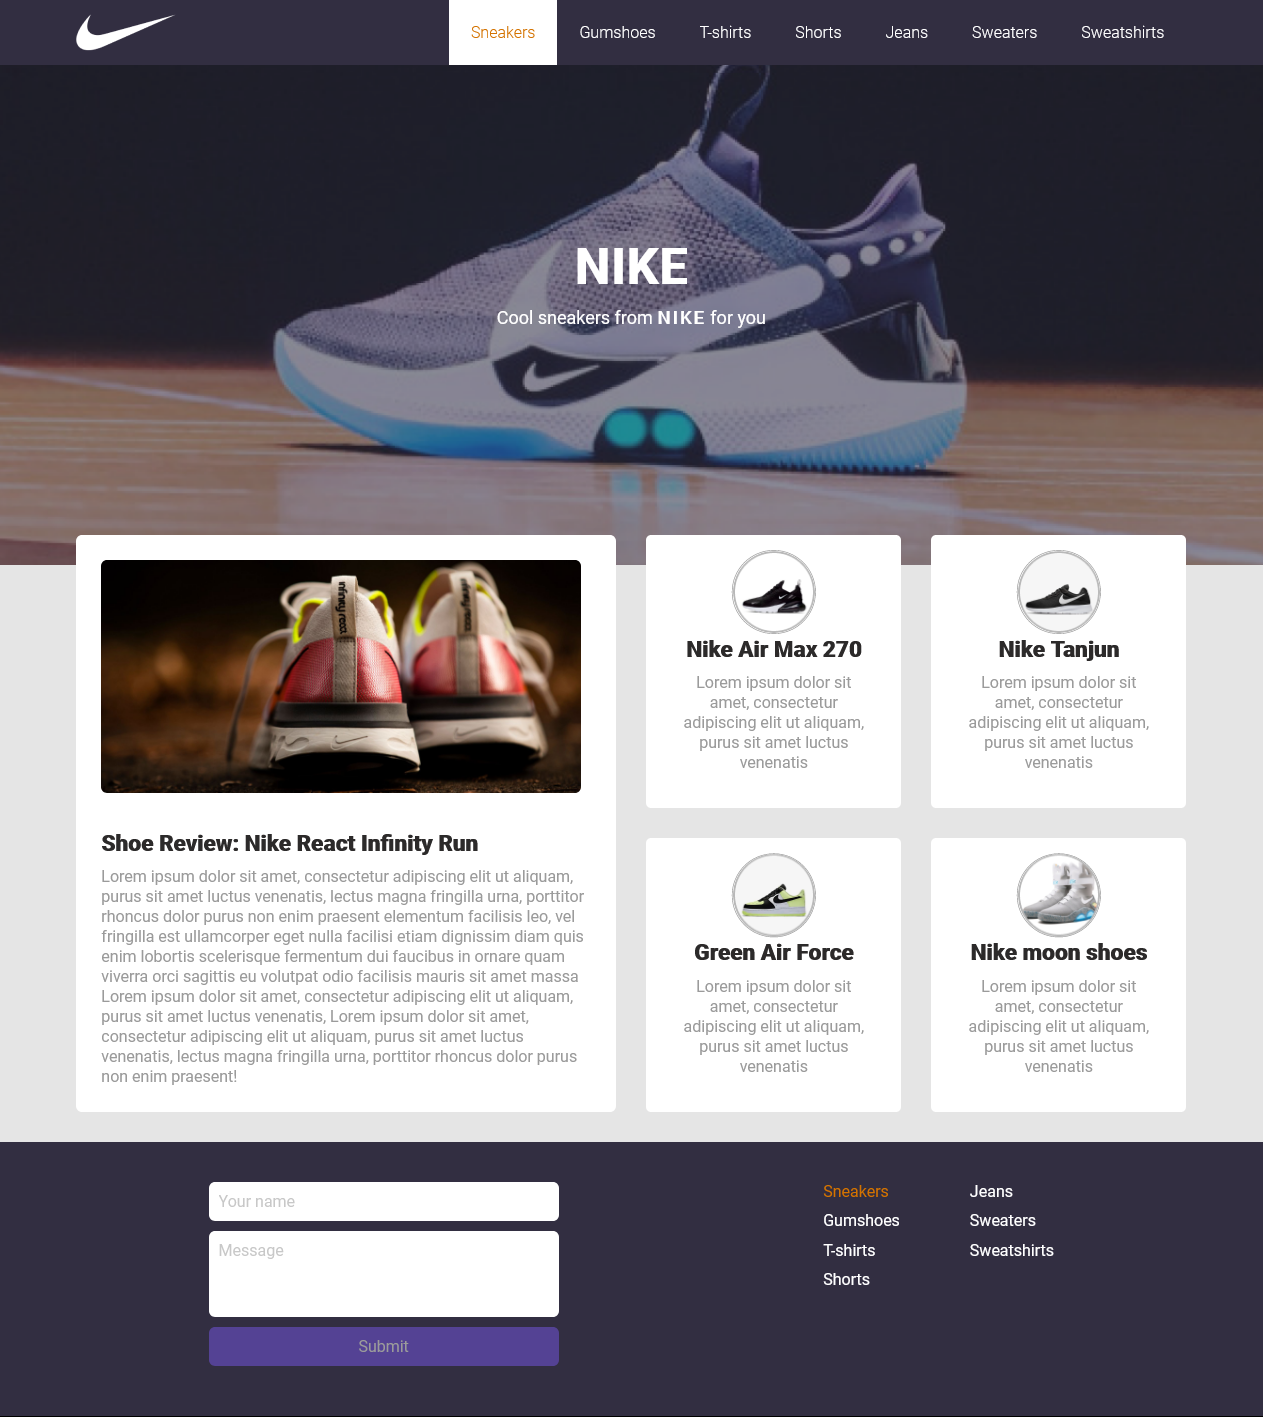 Sneakers Gumshoes T-shirts Shorts Jeans Sweaters Sweatshirts
NIKE
Cool sneakers from NIKE for you
infinity react
Shoe Review: Nike React Infinity Run
Lorem ipsum dolor sit amet, consectetur adipiscing elit ut aliquam,
purus sit amet luctus venenatis, lectus magna fringilla urna, porttitor
rhoncus dolor purus non enim praesent elementum facilisis leo, vel
fringilla est ullamcorper eget nulla facilisi etiam dignissim diam quis
enim lobortis scelerisque fermentum dui faucibus in ornare quam
viverra orci sagittis eu volutpat odio facilisis mauris sit amet massa
Lorem ipsum dolor sit amet, consectetur adipiscing elit ut aliquam,
purus sit amet luctus venenatis, Lorem ipsum dolor sit amet,
consectetur adipiscing elit ut aliquam, purus sit amet luctus
venenatis, lectus magna fringilla urna, porttitor rhoncus dolor purus
non enim praesent!
Nike Air Max 270
Lorem ipsum dolor sit
amet, consectetur
adipiscing elit ut aliquam,
purus sit amet luctus
venenatis
Nike Tanjun
Lorem ipsum dolor sit
amet, consectetur
adipiscing elit ut aliquam,
purus sit amet luctus
venenatis
Green Air Force
Lorem ipsum dolor sit
amet, consectetur
adipiscing elit ut aliquam,
purus sit amet luctus
venenatis
Nike moon shoes
Lorem ipsum dolor sit
amet, consectetur
adipiscing elit ut aliquam,
purus sit amet luctus
venenatis
Your name
Message
Submit
Sneakers
Gumshoes
T-shirts
Shorts
Jeans
Sweaters
Sweatshirts